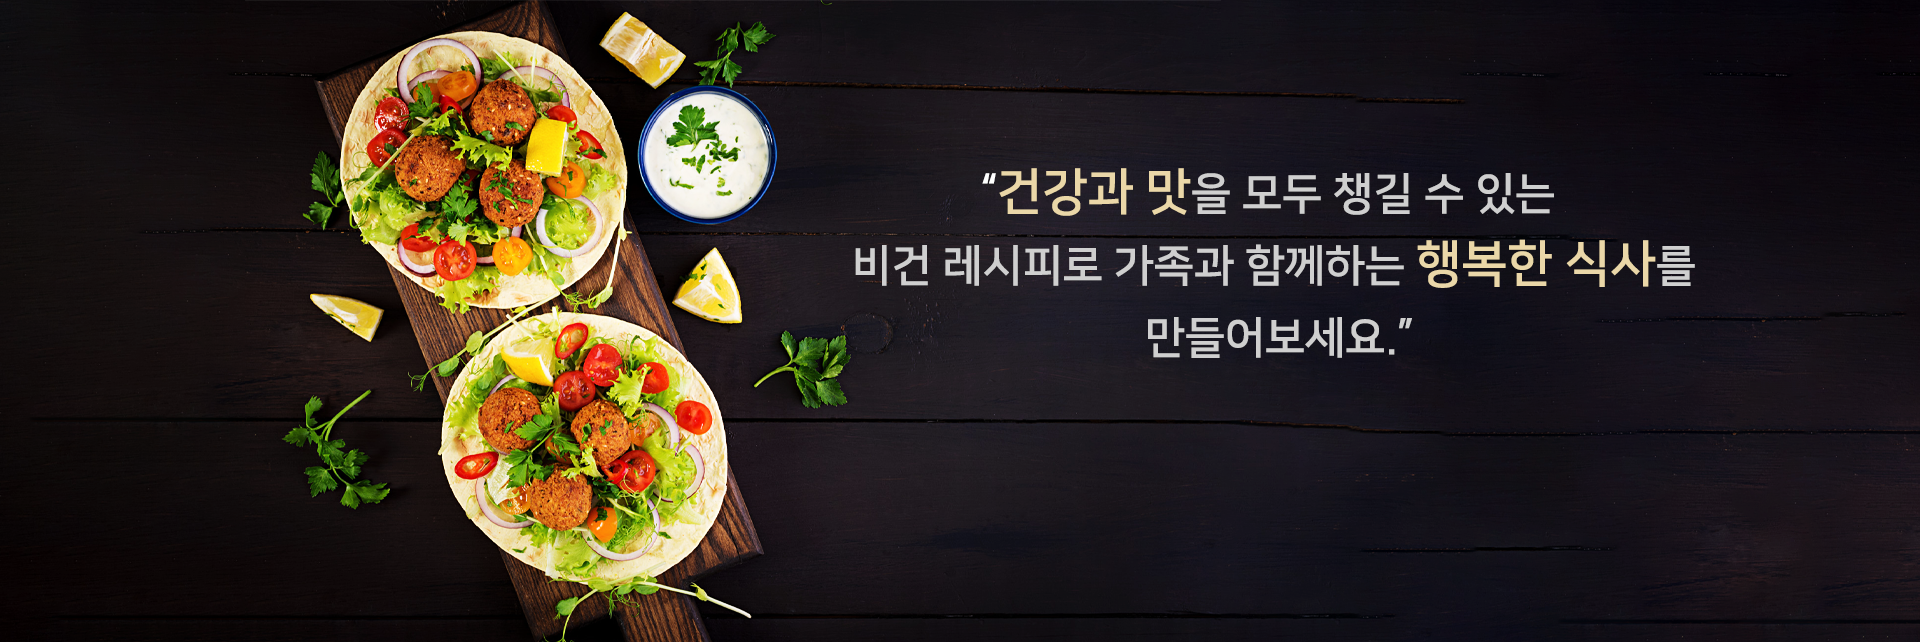 “건강과 맛을 모두 챙길 수 있는
비건 레시피로 가족과 함께하는 행복한 식사를
만들어보세요.”